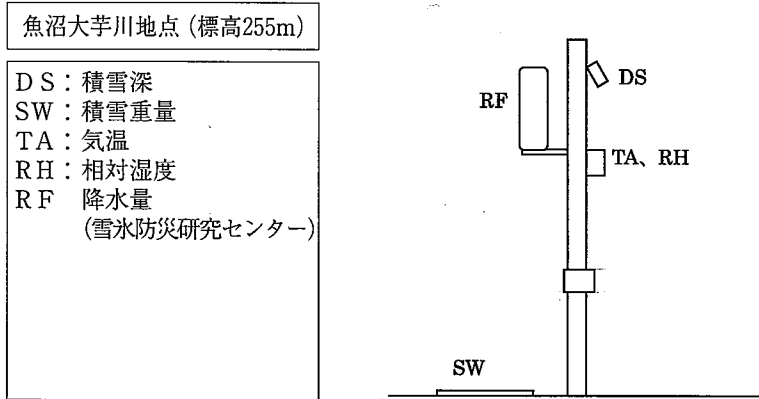 魚沼大芋川地点 (標高255m)
DS：積雪深
SW：積雪重量
TA：気温
RH：相対湿度
RF　降水量
(雪氷防災研究センター)
DS
RF
TA、RH
SW